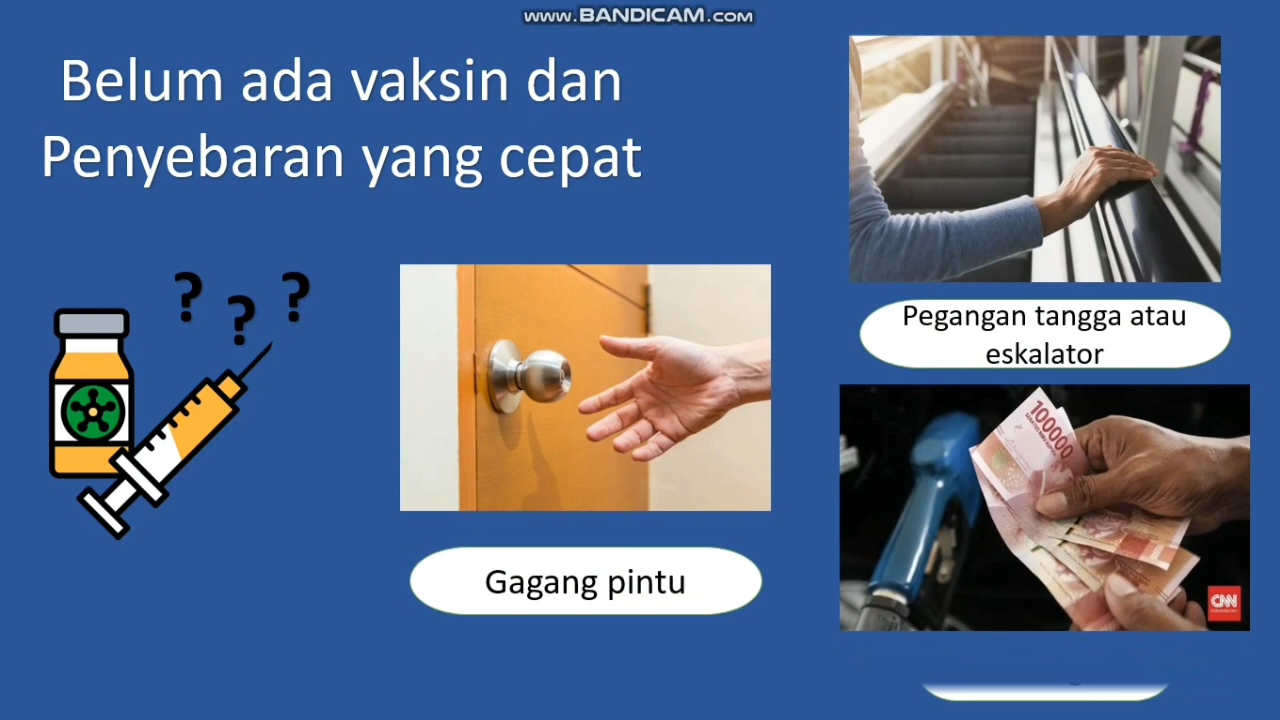 WWW.BANDICAM.COM
Belum ada vaksin dan
Penyebaran yang cepat
? ? ?
Pegangan tangga atau
eskalator
100000
Gagang pintu
CNN